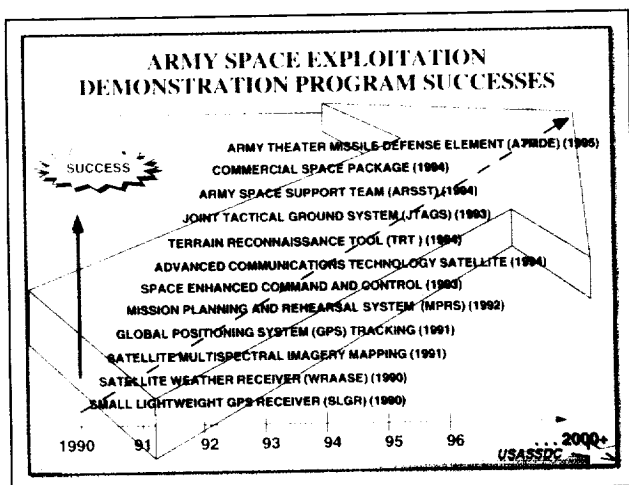 ARMY SPACE EXPLOITATION
DEMONSTRATION PROGRAM SUCCESSES
SUCCESS
ARMY THEATER MISSILE DEFENSE ELEMENT (1995)
COMMERCIAL SPACE PACKAGE (1994)
ARMY SPACE SUPPORT TEAM (ARSST) (1994)
JOINT TACTICAL GROUND SYSTEM (JTAGS) (1993)
TERRAIN RECONNAISSANCE TOOL (TRT ) (1994)
ADVANCED COMMUNICATIONS TECHNOLOGY SATELLITE (1994)
SPACE ENHANCED COMMAND AND CONTROL (1993)
MISSION PLANNING AND REHEARSAL SYSTEM (MPRS) (1992)
GLOBAL POSITIONING SYSTEM (GPS) TRACKING (1991)
SATELLITE MULTISPECTRAL IMAGERY MAPPING (1991)
SATELLITE WEATHER RECEIVER (WRAASE) (1990)
SMALL LIGHTWEIGHT GPS RECEIVER (SLGR) (1990)
1990 91 92 93 94 95 96 ... 2000+
USASSDC